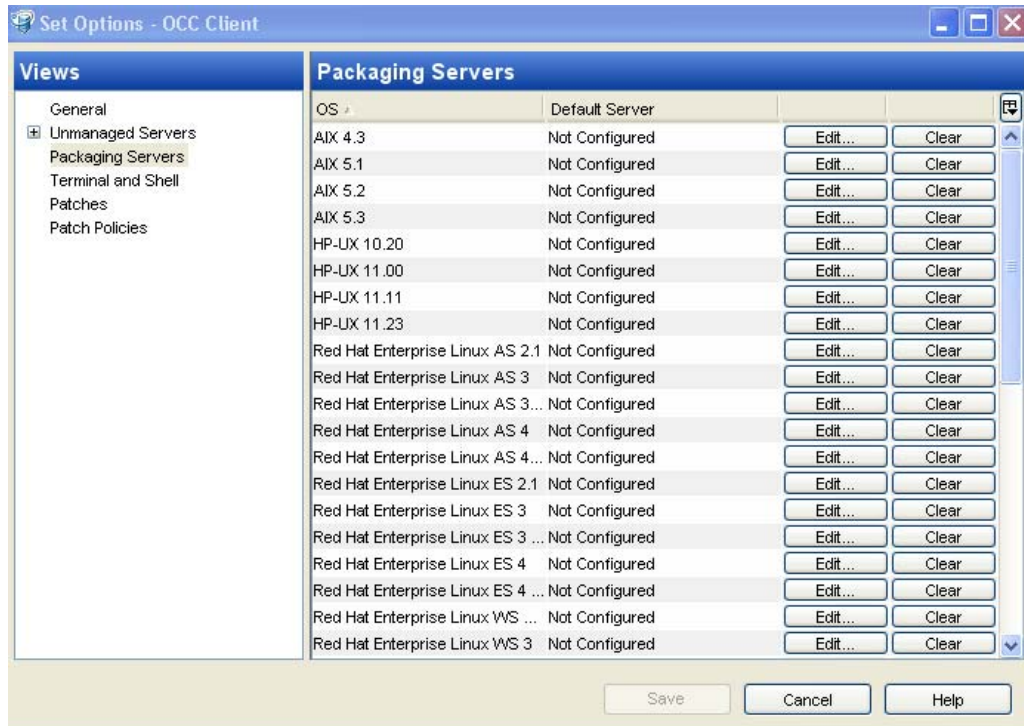 Set Options - OCC Client
Views
General
Unmanaged Servers
Packaging Servers
Terminal and Shell
Patches
Patch Policies
Packaging Servers
OS Default Server
AIX 4.3 Not Configured Edit... Clear
AIX 5.1 Not Configured Edit... Clear
AIX 5.2 Not Configured Edit... Clear
AIX 5.3 Not Configured Edit... Clear
HP-UX 10.20 Not Configured Edit... Clear
HP-UX 11.00 Not Configured Edit... Clear
HP-UX 11.11 Not Configured Edit... Clear
HP-UX 11.23 Not Configured Edit... Clear
Red Hat Enterprise Linux AS 2.1 Not Configured Edit... Clear
Red Hat Enterprise Linux AS 3 Not Configured Edit... Clear
Red Hat Enterprise Linux AS 3... Not Configured Edit... Clear
Red Hat Enterprise Linux AS 4 Not Configured Edit... Clear
Red Hat Enterprise Linux AS 4... Not Configured Edit... Clear
Red Hat Enterprise Linux ES 2.1 Not Configured Edit... Clear
Red Hat Enterprise Linux ES 3 Not Configured Edit... Clear
Red Hat Enterprise Linux ES 3 ... Not Configured Edit... Clear
Red Hat Enterprise Linux ES 4 Not Configured Edit... Clear
Red Hat Enterprise Linux ES 4 ... Not Configured Edit... Clear
Red Hat Enterprise Linux WS ... Not Configured Edit... Clear
Red Hat Enterprise Linux WS 3 Not Configured Edit... Clear
Save Cancel Help